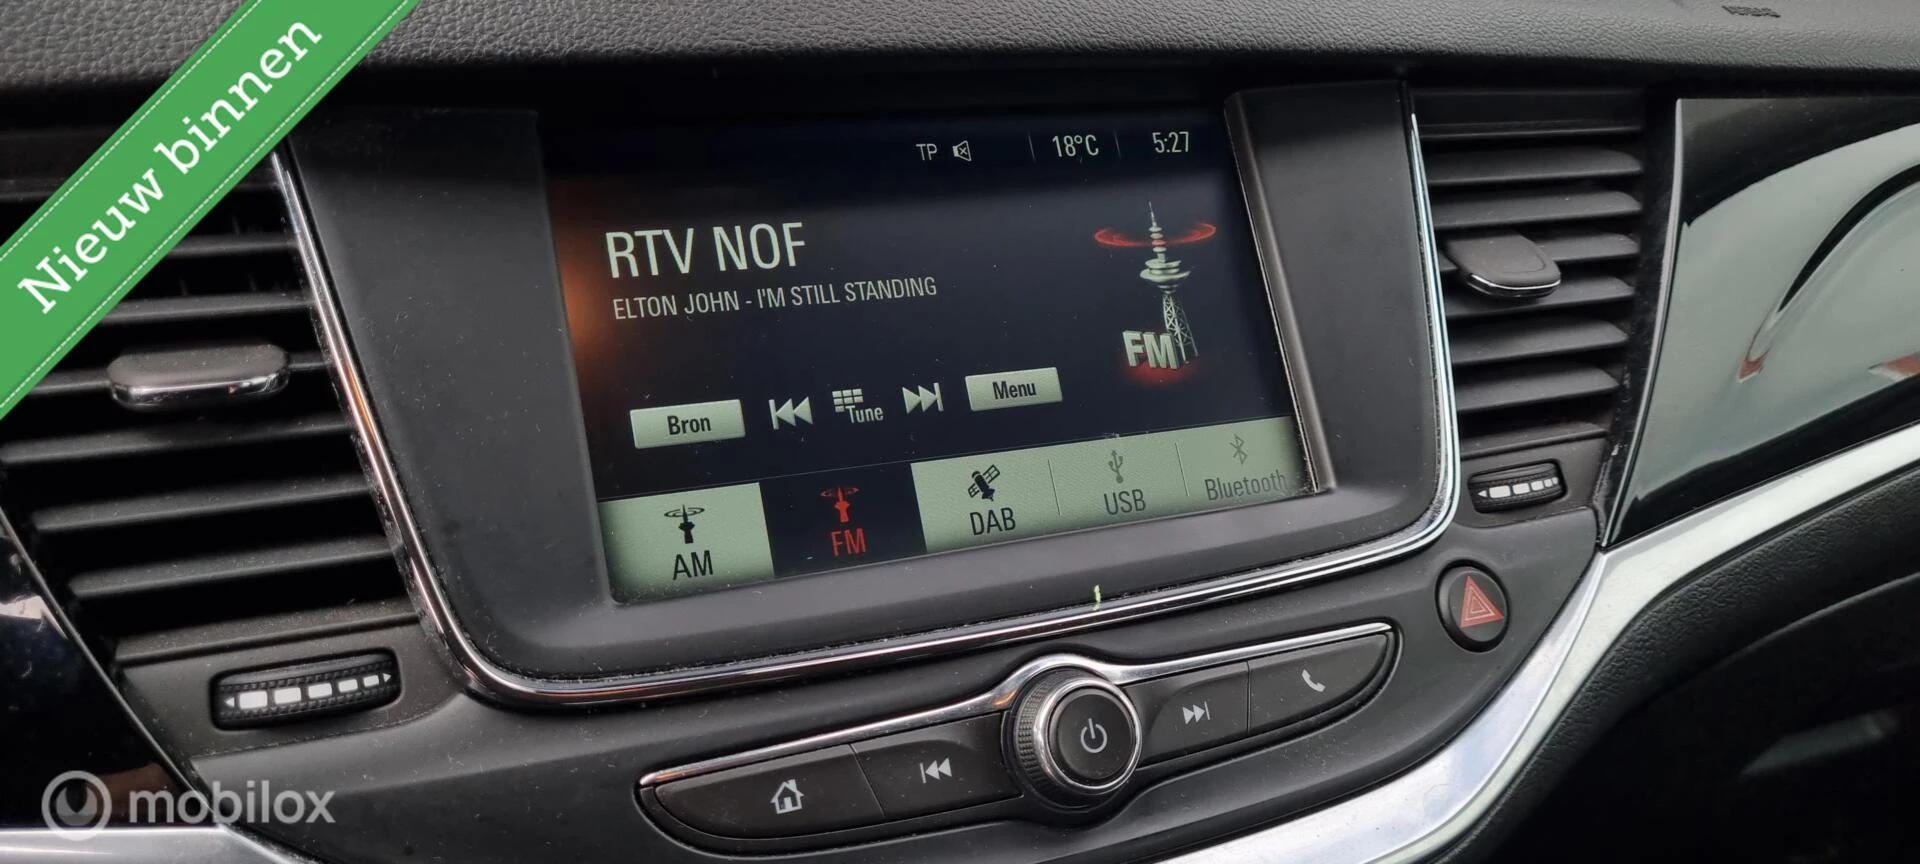 Nieuw binnen
TP 18°C 5:27
RTV NOF
ELTON JOHN - I'M STILL STANDING
FM
Bron Tune Menu
AM FM DAB USB Bluetooth
mobilox